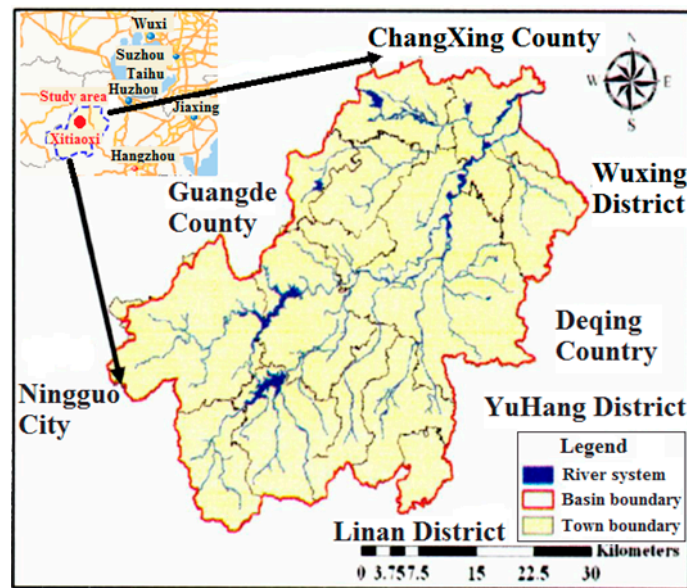 Wuxi
Suzhou
Taihu
Huzhou
Study area
Jiaxing
Xitiaoxi
Hangzhou
ChangXing County
N
W E
S
Guangde
County
Wuxing
District
Deqing
Country
Ningguo
City
YuHang District
Linan District
Legend
River system
Basin boundary
Town boundary
Kilometers
0 3.75 7.5 15 22.5 30